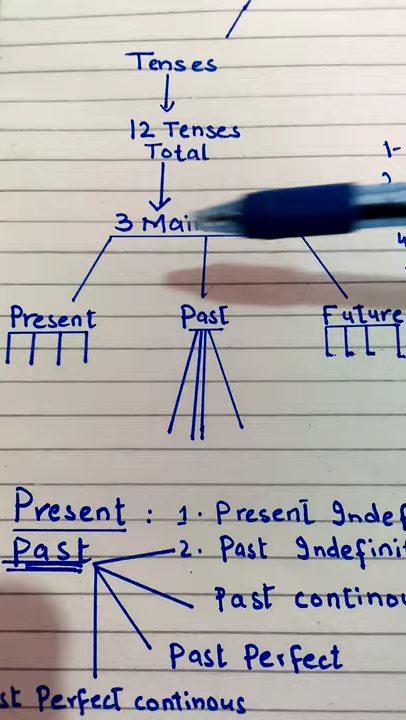 Tenses
12 Tenses
Total
1-
3 Mai
Present Past Future
Present : 1. Present Indef
Past 2. Past Indefinit
Past continou
Past Perfect
st Perfect continous